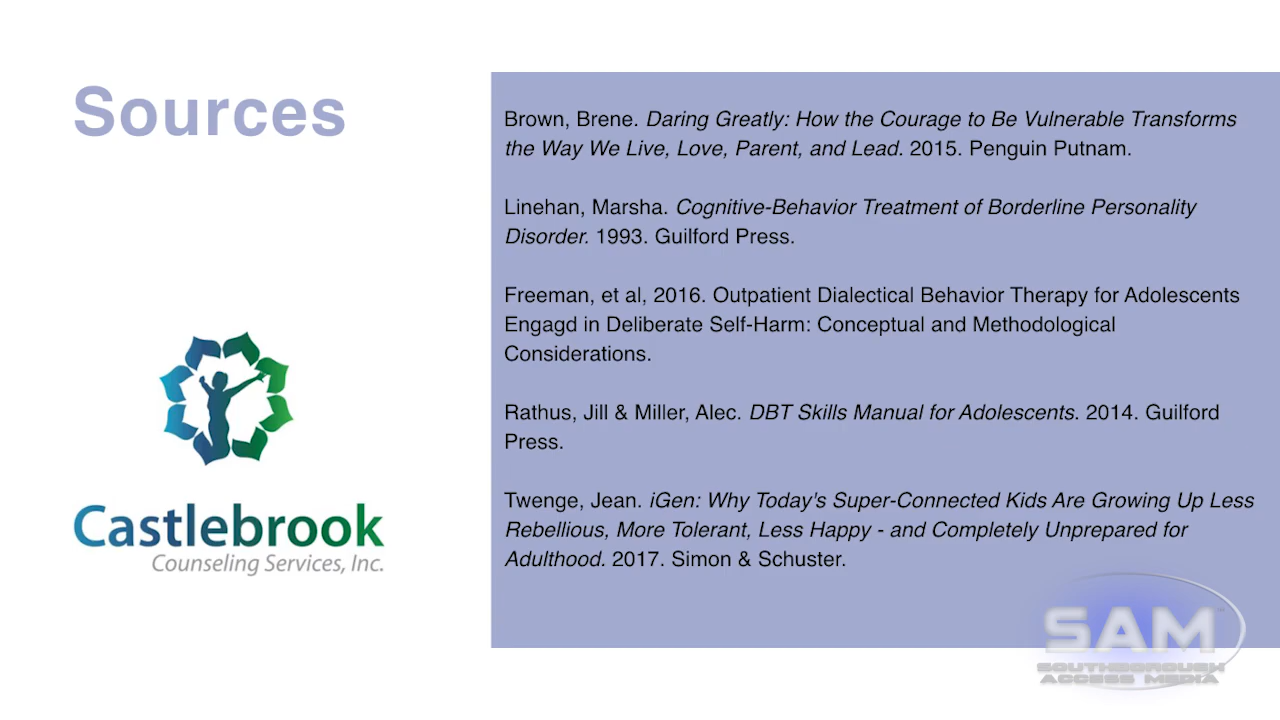 Sources
Brown, Brene. Daring Greatly: How the Courage to Be Vulnerable Transforms
the Way We Live, Love, Parent, and Lead. 2015. Penguin Putnam.
Linehan, Marsha. Cognitive-Behavior Treatment of Borderline Personality
Disorder. 1993. Guilford Press.
Freeman, et al, 2016. Outpatient Dialectical Behavior Therapy for Adolescents
Engagd in Deliberate Self-Harm: Conceptual and Methodological
Considerations.
Rathus, Jill & Miller, Alec. DBT Skills Manual for Adolescents. 2014. Guilford
Press.
Twenge, Jean. iGen: Why Today's Super-Connected Kids Are Growing Up Less
Rebellious, More Tolerant, Less Happy - and Completely Unprepared for
Adulthood. 2017. Simon & Schuster.
Castlebrook
Counseling Services, Inc.
SAM™
SOUTHBOROUGH
ACCESS MEDIA